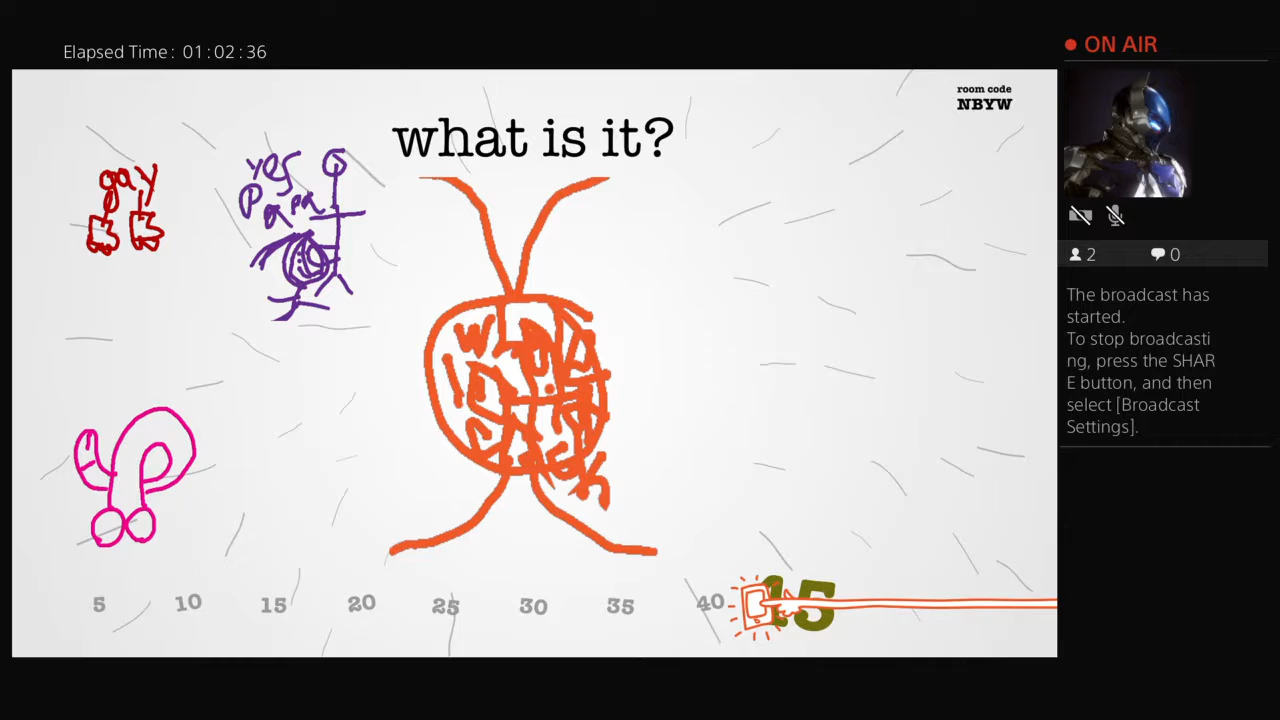 Elapsed Time: 01:02:36
ON AIR
room code
NBYW
what is it?
gay
yes
Papa
2
0
The broadcast has
started.
To stop broadcasti
ng, press the SHAR
E button, and then
select [Broadcast
Settings].
5 10 15 20 25 30 35 40 15